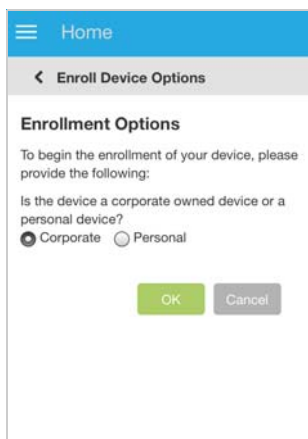 Home
Enroll Device Options
Enrollment Options
To begin the enrollment of your device, please
provide the following:
Is the device a corporate owned device or a
personal device?
Corporate Personal
OK Cancel